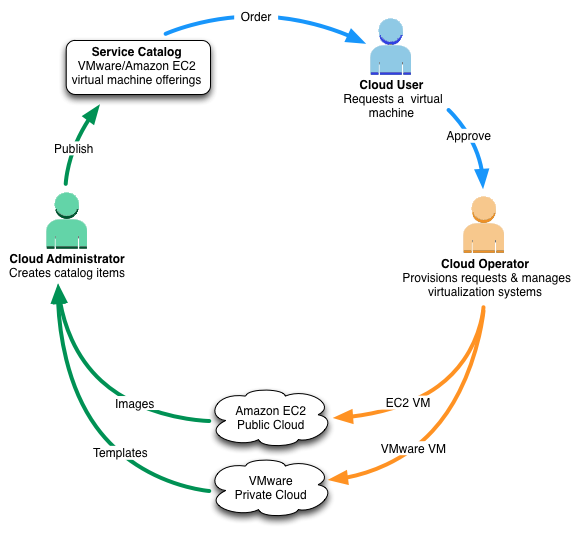 Order
Service Catalog
VMware/Amazon EC2
virtual machine offerings
Cloud User
Requests a virtual
machine
Approve
Publish
Cloud Administrator
Creates catalog items
Cloud Operator
Provisions requests & manages
virtualization systems
Images
Amazon EC2
Public Cloud
EC2 VM
Templates
VMware VM
VMware
Private Cloud